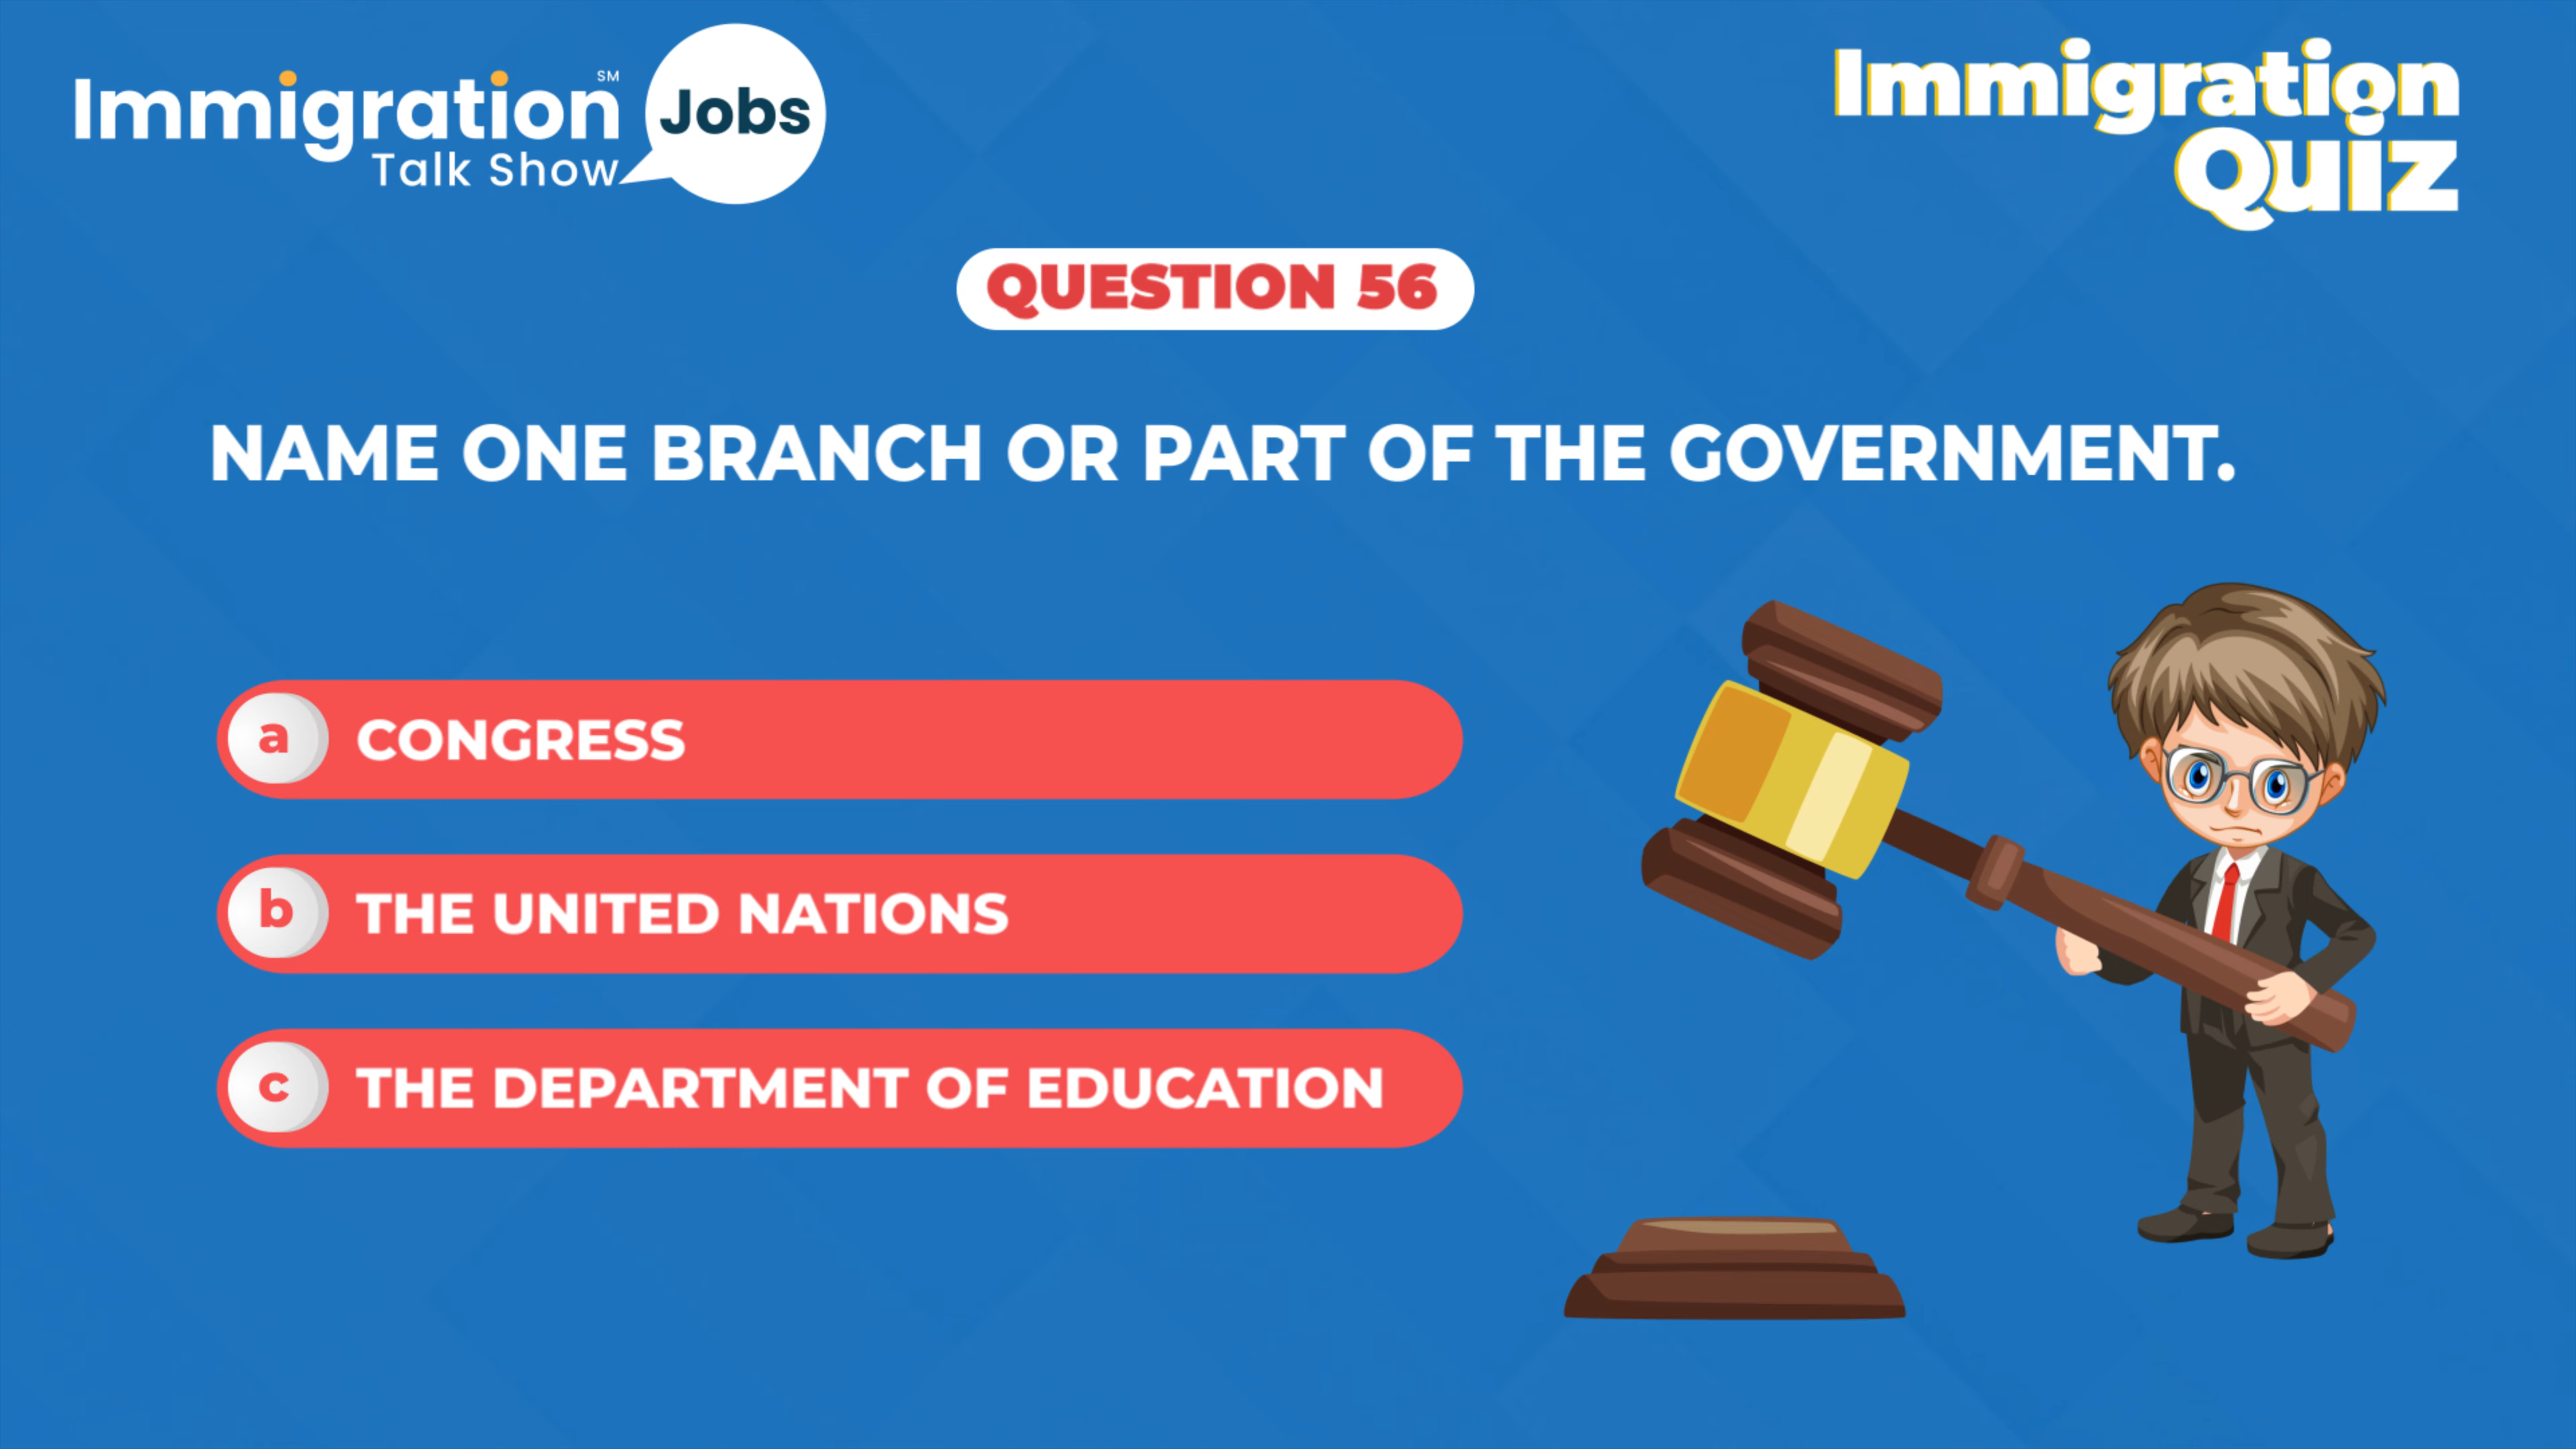 Immigration SM
Talk Show
Jobs
Immigration
Quiz
QUESTION 56
NAME ONE BRANCH OR PART OF THE GOVERNMENT.
a CONGRESS
b THE UNITED NATIONS
c THE DEPARTMENT OF EDUCATION